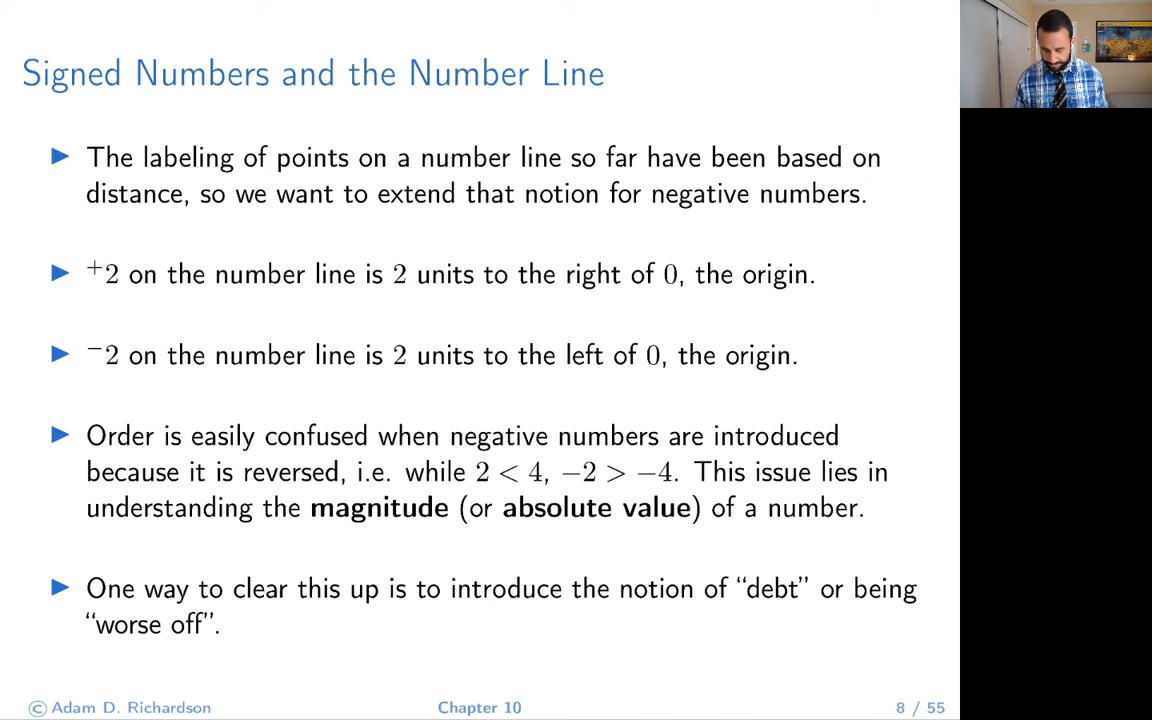 Signed Numbers and the Number Line
▶ The labeling of points on a number line so far have been based on
distance, so we want to extend that notion for negative numbers.
▶ ⁺2 on the number line is 2 units to the right of 0, the origin.
▶ ⁻2 on the number line is 2 units to the left of 0, the origin.
▶ Order is easily confused when negative numbers are introduced
because it is reversed, i.e. while 2 < 4, −2 > −4. This issue lies in
understanding the magnitude (or absolute value) of a number.
▶ One way to clear this up is to introduce the notion of “debt” or being
“worse off”.
© Adam D. Richardson Chapter 10 8 / 55